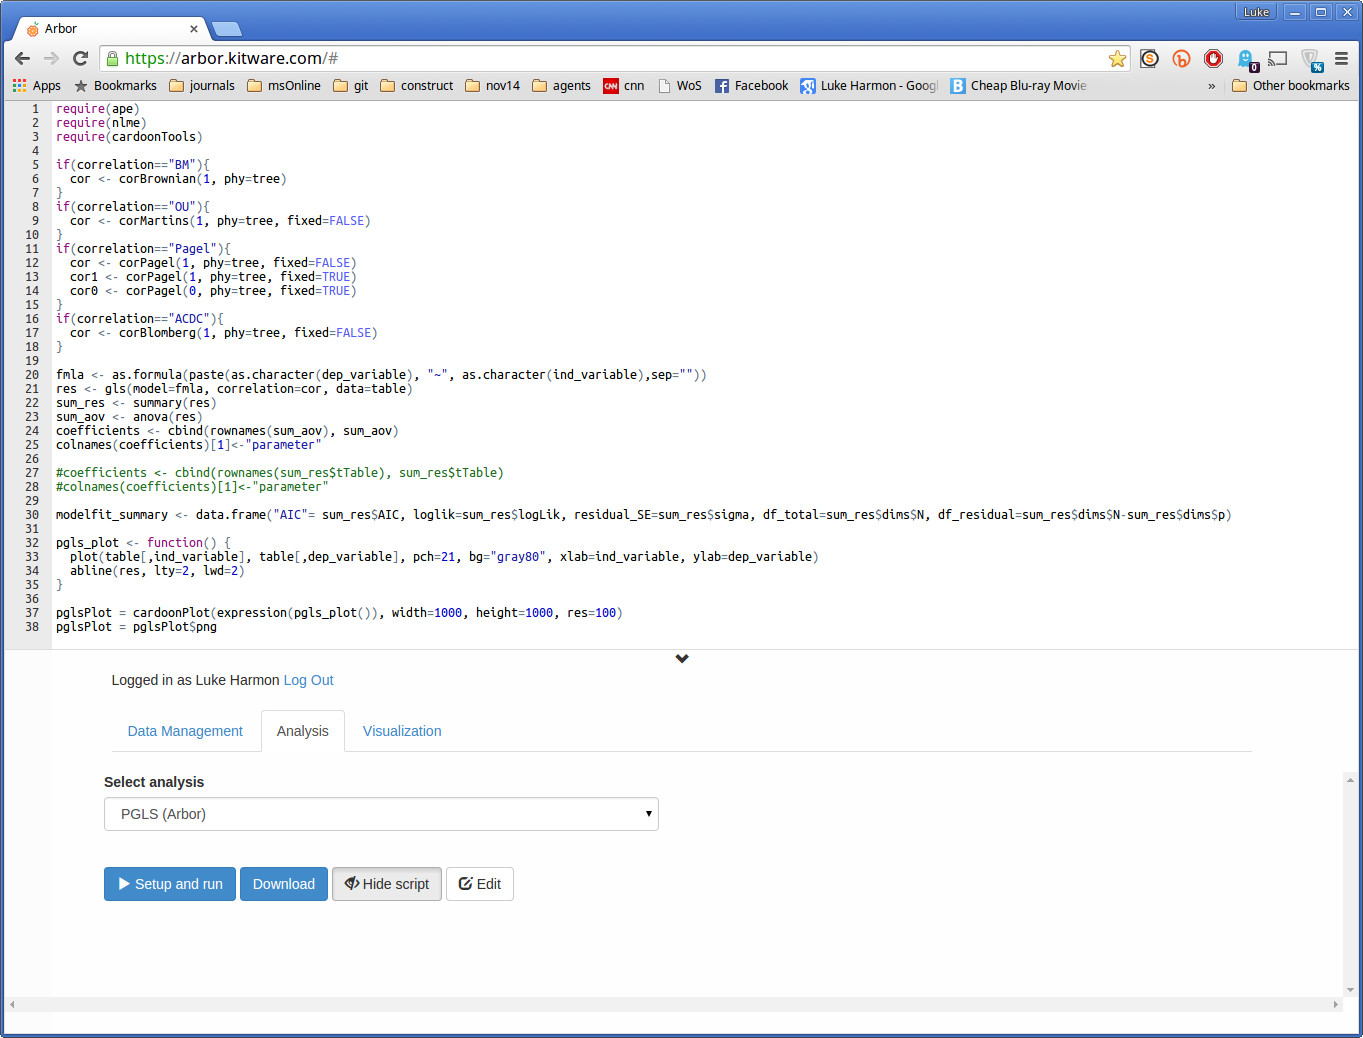 Luke
Arbor
https://arbor.kitware.com/#
Apps Bookmarks journals msOnline git construct nov14 agents cnn WoS Facebook Luke Harmon - Googl Cheap Blu-ray Movie » Other bookmarks
1 require(ape)
2 require(nlme)
3 require(cardoonTools)
4
5 if(correlation=="BM"){
6   cor <- corBrownian(1, phy=tree)
7 }
8 if(correlation=="OU"){
9   cor <- corMartins(1, phy=tree, fixed=FALSE)
10 }
11 if(correlation=="Pagel"){
12   cor <- corPagel(1, phy=tree, fixed=FALSE)
13   cor1 <- corPagel(1, phy=tree, fixed=TRUE)
14   cor0 <- corPagel(0, phy=tree, fixed=TRUE)
15 }
16 if(correlation=="ACDC"){
17   cor <- corBlomberg(1, phy=tree, fixed=FALSE)
18 }
19
20 fmla <- as.formula(paste(as.character(dep_variable), "~", as.character(ind_variable),sep=""))
21 res <- gls(model=fmla, correlation=cor, data=table)
22 sum_res <- summary(res)
23 sum_aov <- anova(res)
24 coefficients <- cbind(rownames(sum_aov), sum_aov)
25 colnames(coefficients)[1]<-"parameter"
26
27 #coefficients <- cbind(rownames(sum_res$tTable), sum_res$tTable)
28 #colnames(coefficients)[1]<-"parameter"
29
30 modelfit_summary <- data.frame("AIC"= sum_res$AIC, loglik=sum_res$logLik, residual_SE=sum_res$sigma, df_total=sum_res$dims$N, df_residual=sum_res$dims$N-sum_res$dims$p)
31
32 pgls_plot <- function() {
33   plot(table[,ind_variable], table[,dep_variable], pch=21, bg="gray80", xlab=ind_variable, ylab=dep_variable)
34   abline(res, lty=2, lwd=2)
35 }
36
37 pglsPlot = cardoonPlot(expression(pgls_plot()), width=1000, height=1000, res=100)
38 pglsPlot = pglsPlot$png
Logged in as Luke Harmon Log Out
Data Management Analysis Visualization
Select analysis
PGLS (Arbor)
Setup and run Download Hide script Edit